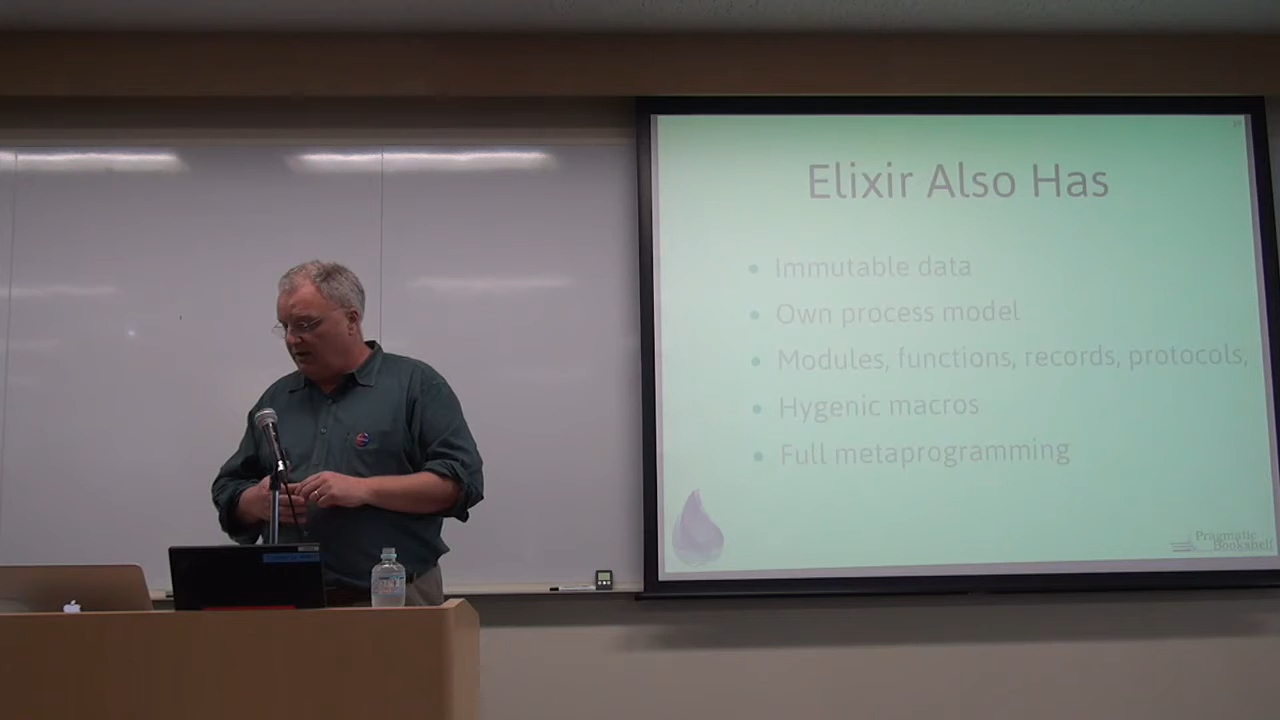 Elixir Also Has
• Immutable data
• Own process model
• Modules, functions, records, protocols,
• Hygenic macros
• Full metaprogramming
Pragmatic
Bookshelf